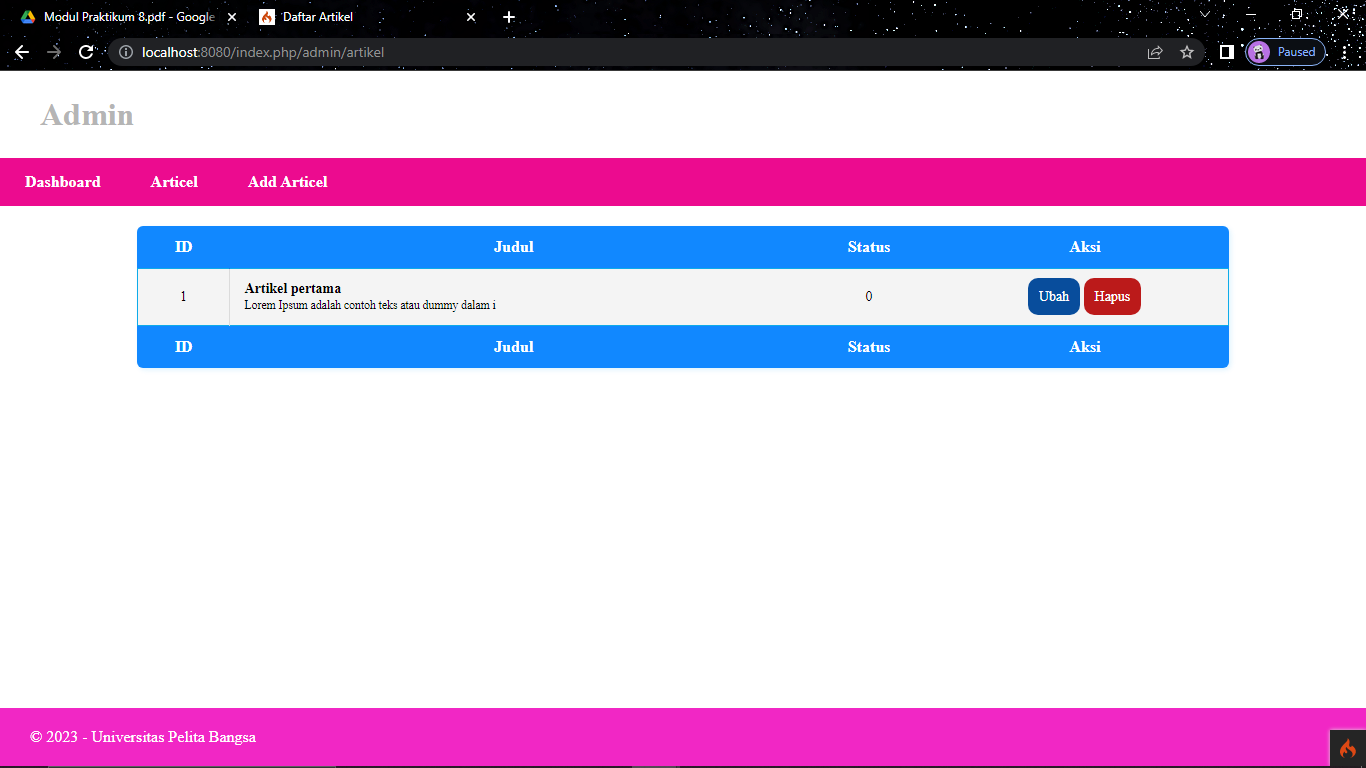 Modul Praktikum 8.pdf - Google
Daftar Artikel
localhost:8080/index.php/admin/artikel
Paused
Admin
Dashboard Articel Add Articel
ID Judul Status Aksi
1 Artikel pertama 0 Ubah Hapus
Lorem Ipsum adalah contoh teks atau dummy dalam i
ID Judul Status Aksi
© 2023 - Universitas Pelita Bangsa